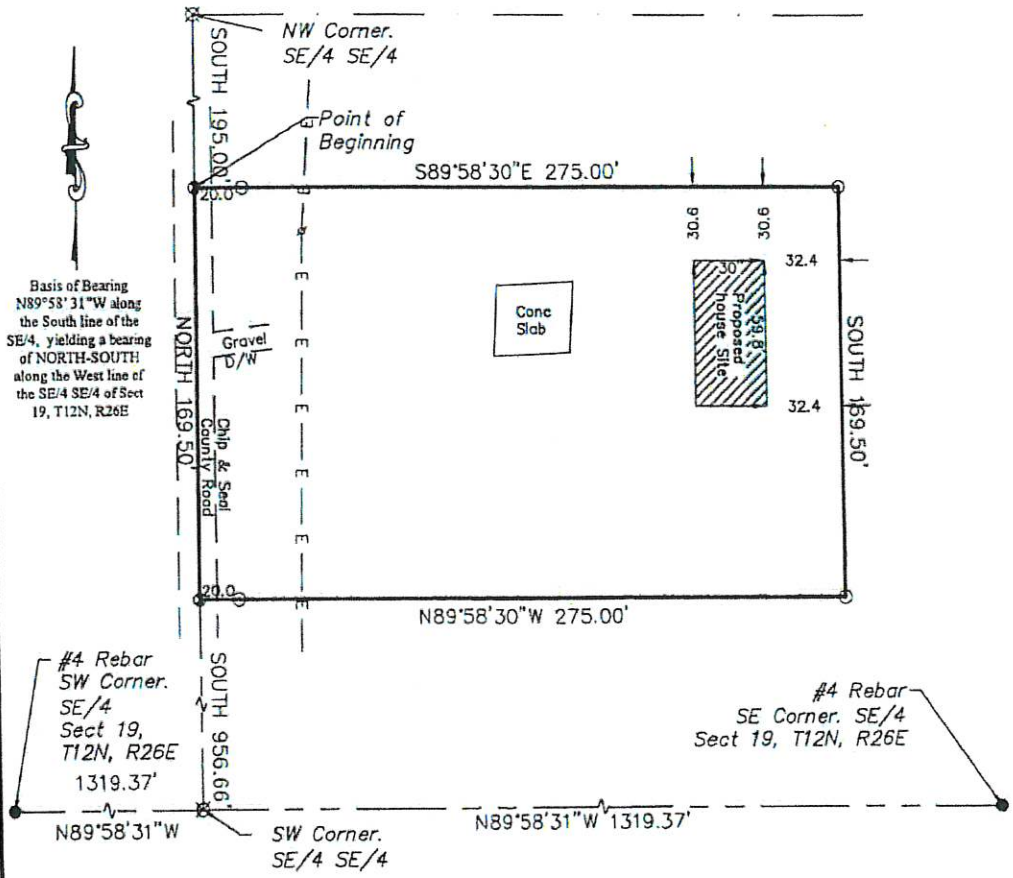 NW Corner.
SE/4 SE/4
SOUTH 195.00'
Point of
Beginning
S89°58'30"E 275.00'
20.0
30.6
30.6
32.4
30"
59.8'
Proposed
house Site
Conc
Slab
Basis of Bearing
N89°58'31"W along
the South line of the
SE/4, yielding a bearing
of NORTH-SOUTH
along the West line of
the SE/4 SE/4 of Sect
19, T12N, R26E
NORTH 169.50'
Gravel
D/W
Chip & Seal
County Road
E
E
E
E
E
E
E
E
SOUTH 169.50'
32.4
20.0
N89°58'30"W 275.00'
#4 Rebar
SW Corner.
SE/4
Sect 19,
T12N, R26E
1319.37'
N89°58'31"W
SOUTH 956.66'
SW Corner.
SE/4 SE/4
N89°58'31"W 1319.37'
#4 Rebar
SE Corner. SE/4
Sect 19, T12N, R26E